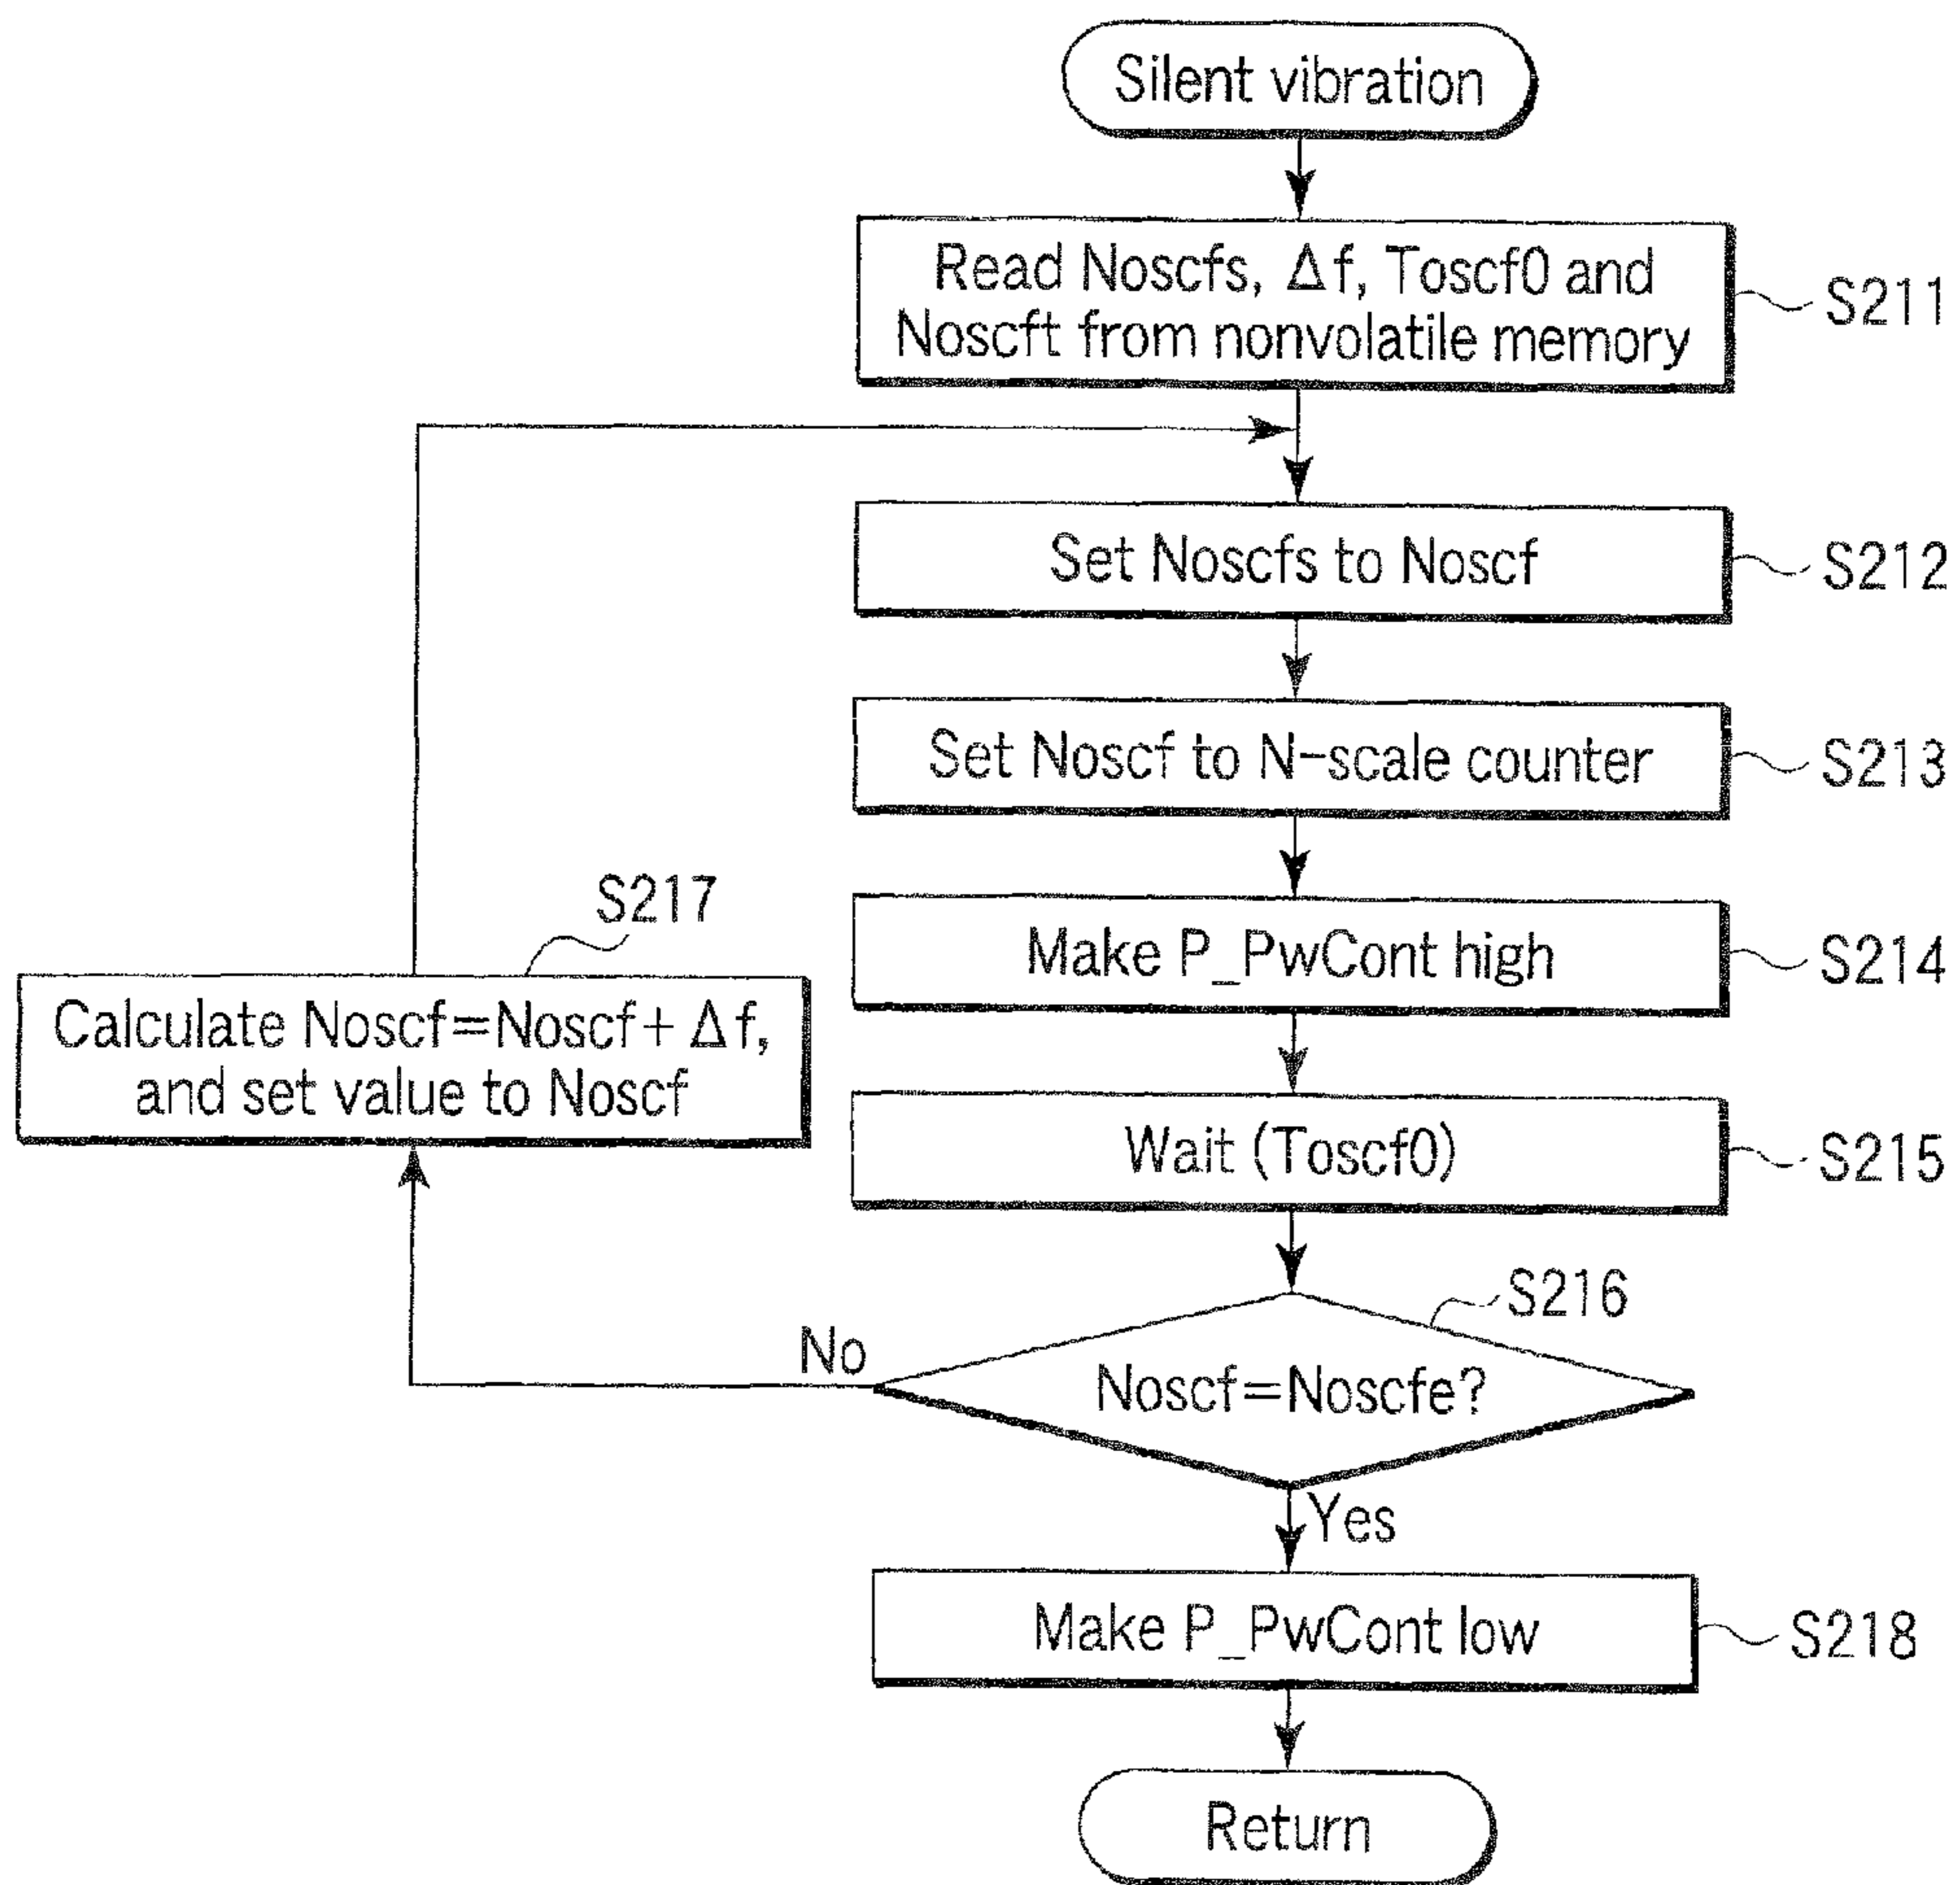 Silent vibration
Read Noscfs, Δf, Toscf0 and
Noscft from nonvolatile memory
S211
Set Noscfs to Noscf
S212
Set Noscf to N-scale counter
S213
Make P_PwCont high
S214
S217
Calculate Noscf=Noscf+ Δf,
and set value to Noscf
Wait (Toscf0)
S215
S216
Noscf=Noscfe?
No
Yes
Make P_PwCont low
S218
Return